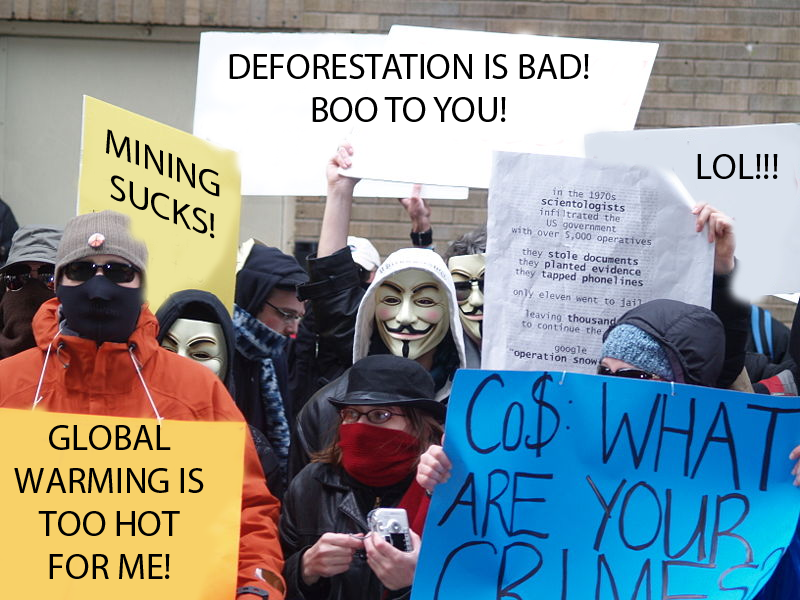 DEFORESTATION IS BAD!
BOO TO YOU!
MINING
SUCKS!
LOL!!!
in the 1970s
scientologists
infiltrated the
US government
with over 5,000 operatives
they stole documents
they planted evidence
they tapped phonelines
only eleven went to jail
leaving
to continue the
google
operation
GLOBAL
WARMING IS
TOO HOT
FOR ME!
Co$: WHAT
ARE YOUR
CRIMES?